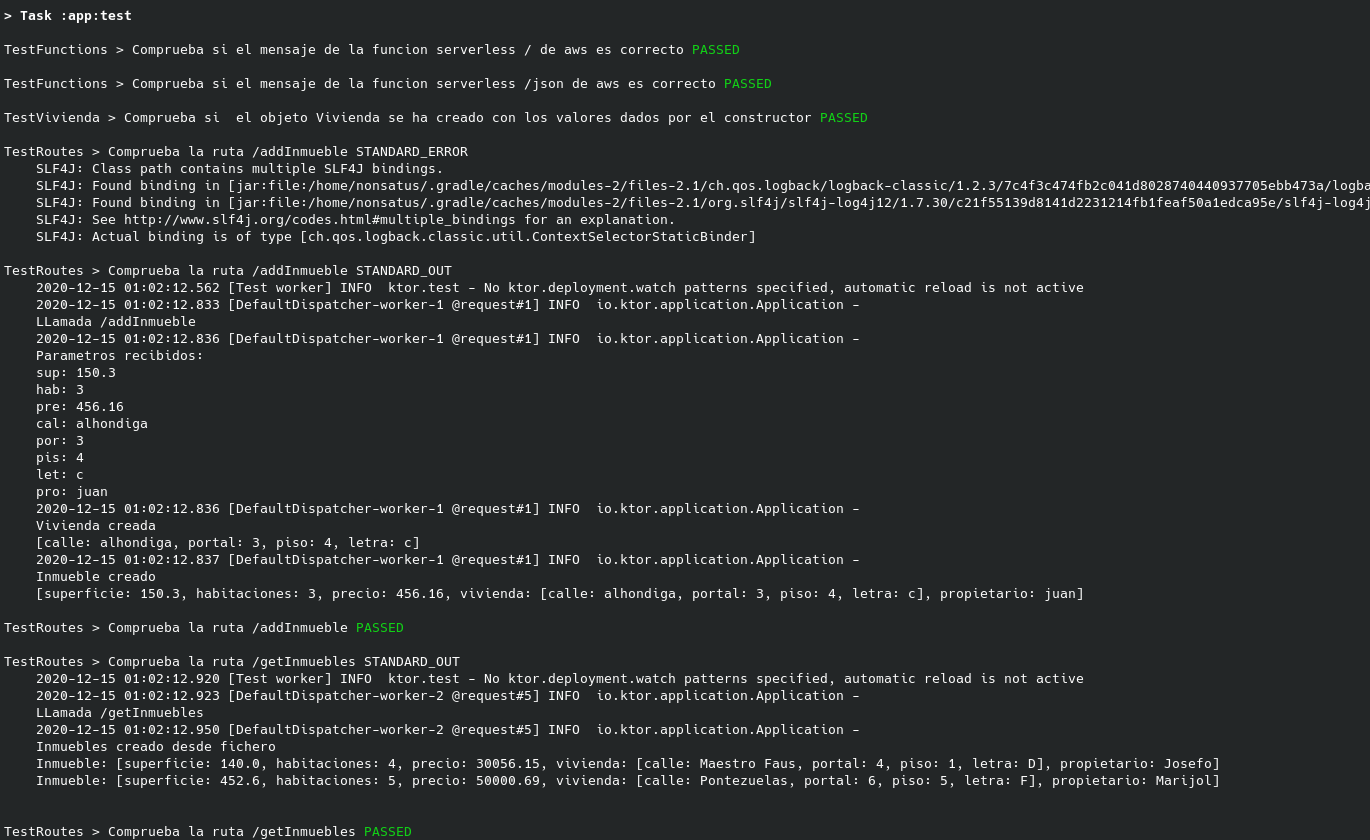 > Task :app:test
TestFunctions > Comprueba si el mensaje de la funcion serverless / de aws es correcto PASSED
TestFunctions > Comprueba si el mensaje de la funcion serverless /json de aws es correcto PASSED
TestVivienda > Comprueba si  el objeto Vivienda se ha creado con los valores dados por el constructor PASSED
TestRoutes > Comprueba la ruta /addInmueble STANDARD_ERROR
SLF4J: Class path contains multiple SLF4J bindings.
SLF4J: Found binding in [jar:file:/home/nonsatus/.gradle/caches/modules-2/files-2.1/ch.qos.logback/logback-classic/1.2.3/7c4f3c474fb2c041d8028740440937705ebb473a/logba
SLF4J: Found binding in [jar:file:/home/nonsatus/.gradle/caches/modules-2/files-2.1/org.slf4j/slf4j-log4j12/1.7.30/c21f55139d8141d2231214fb1feaf50a1edca95e/slf4j-log4j
SLF4J: See http://www.slf4j.org/codes.html#multiple_bindings for an explanation.
SLF4J: Actual binding is of type [ch.qos.logback.classic.util.ContextSelectorStaticBinder]
TestRoutes > Comprueba la ruta /addInmueble STANDARD_OUT
2020-12-15 01:02:12.562 [Test worker] INFO  ktor.test - No ktor.deployment.watch patterns specified, automatic reload is not active
2020-12-15 01:02:12.833 [DefaultDispatcher-worker-1 @request#1] INFO  io.ktor.application.Application -
LLamada /addInmueble
2020-12-15 01:02:12.836 [DefaultDispatcher-worker-1 @request#1] INFO  io.ktor.application.Application -
Parametros recibidos:
sup: 150.3
hab: 3
pre: 456.16
cal: alhondiga
por: 3
pis: 4
let: c
pro: juan
2020-12-15 01:02:12.836 [DefaultDispatcher-worker-1 @request#1] INFO  io.ktor.application.Application -
Vivienda creada
[calle: alhondiga, portal: 3, piso: 4, letra: c]
2020-12-15 01:02:12.837 [DefaultDispatcher-worker-1 @request#1] INFO  io.ktor.application.Application -
Inmueble creado
[superficie: 150.3, habitaciones: 3, precio: 456.16, vivienda: [calle: alhondiga, portal: 3, piso: 4, letra: c], propietario: juan]
TestRoutes > Comprueba la ruta /addInmueble PASSED
TestRoutes > Comprueba la ruta /getInmuebles STANDARD_OUT
2020-12-15 01:02:12.920 [Test worker] INFO  ktor.test - No ktor.deployment.watch patterns specified, automatic reload is not active
2020-12-15 01:02:12.923 [DefaultDispatcher-worker-2 @request#5] INFO  io.ktor.application.Application -
LLamada /getInmuebles
2020-12-15 01:02:12.950 [DefaultDispatcher-worker-2 @request#5] INFO  io.ktor.application.Application -
Inmuebles creado desde fichero
Inmueble: [superficie: 140.0, habitaciones: 4, precio: 30056.15, vivienda: [calle: Maestro Faus, portal: 4, piso: 1, letra: D], propietario: Josefo]
Inmueble: [superficie: 452.6, habitaciones: 5, precio: 50000.69, vivienda: [calle: Pontezuelas, portal: 6, piso: 5, letra: F], propietario: Marijol]
TestRoutes > Comprueba la ruta /getInmuebles PASSED